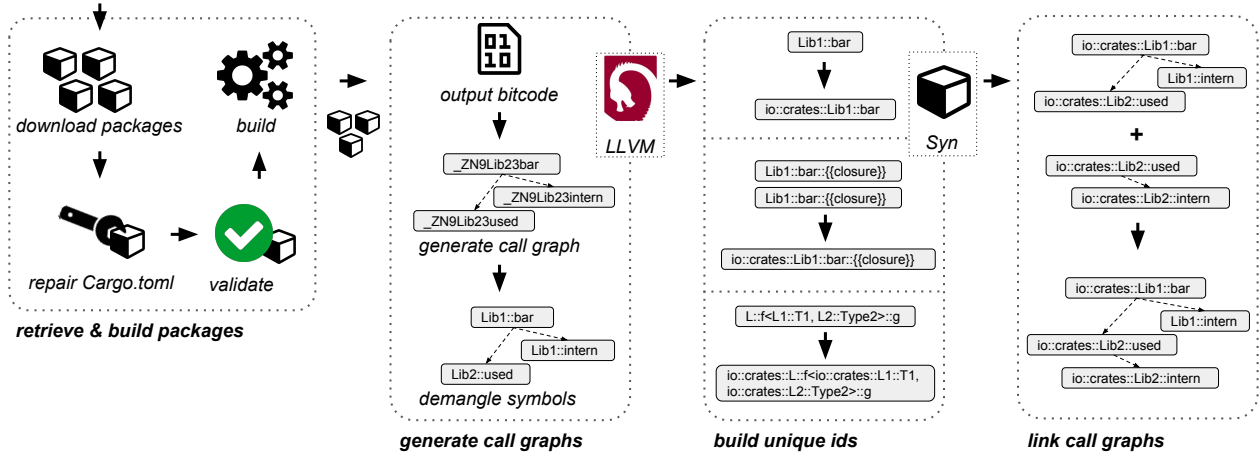 download packages
build
repair Cargo.toml
validate
retrieve & build packages
01
10
output bitcode
_ZN9Lib23bar
_ZN9Lib23intern
_ZN9Lib23used
generate call graph
Lib1::bar
Lib1::intern
Lib2::used
demangle symbols
generate call graphs
LLVM
Lib1::bar
io::crates::Lib1::bar
Lib1::bar::{{closure}}
Lib1::bar::{{closure}}
io::crates::Lib1::bar::{{closure}}
L::f<L1::T1, L2::Type2>::g
io::crates::L::f<io::crates::L1::T1,
io::crates::L2::Type2>::g
build unique ids
Syn
io::crates::Lib1::bar
Lib1::intern
io::crates::Lib2::used
+
io::crates::Lib2::used
io::crates::Lib2::intern
io::crates::Lib1::bar
Lib1::intern
io::crates::Lib2::used
io::crates::Lib2::intern
link call graphs